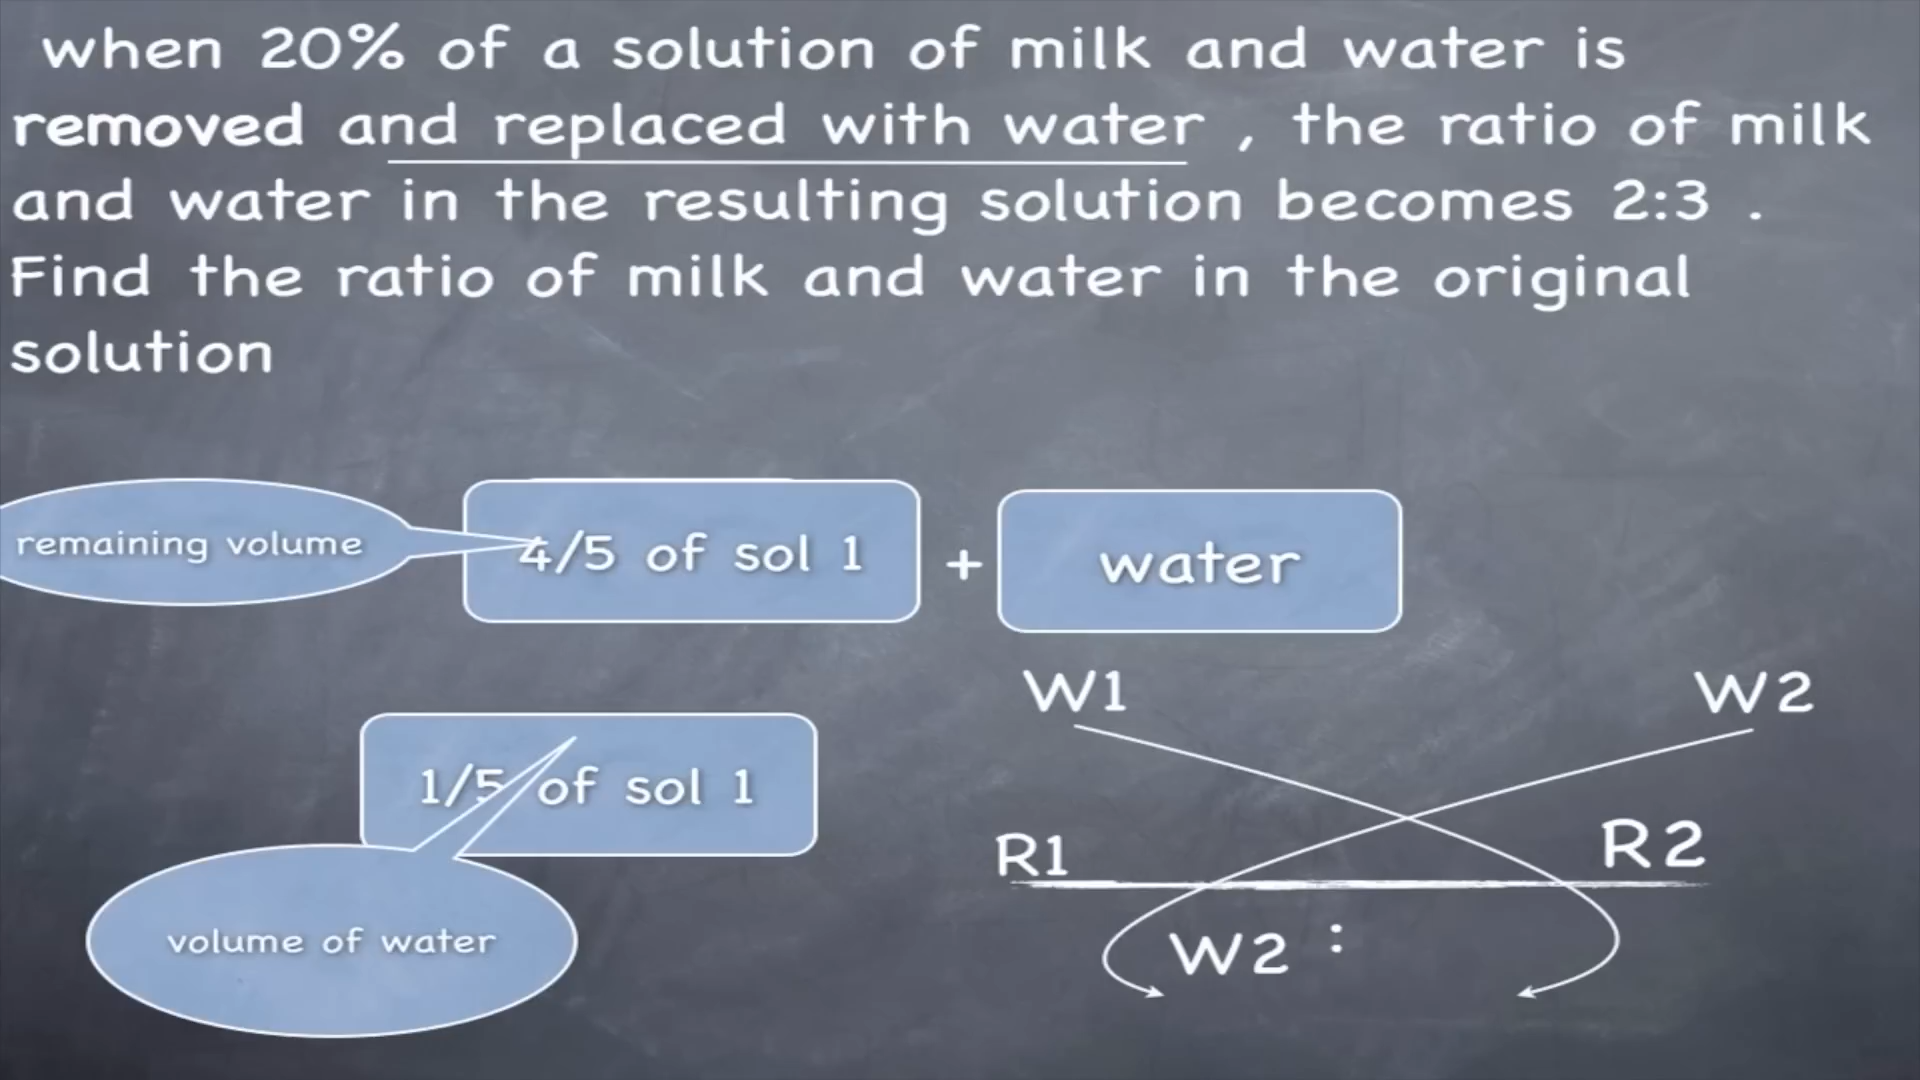 when 20% of a solution of milk and water is
removed and replaced with water , the ratio of milk
and water in the resulting solution becomes 2:3 .
Find the ratio of milk and water in the original
solution
remaining volume
4/5 of sol 1
+
water
W1
W2
1/5 of sol 1
R1
R2
W2 :
volume of water